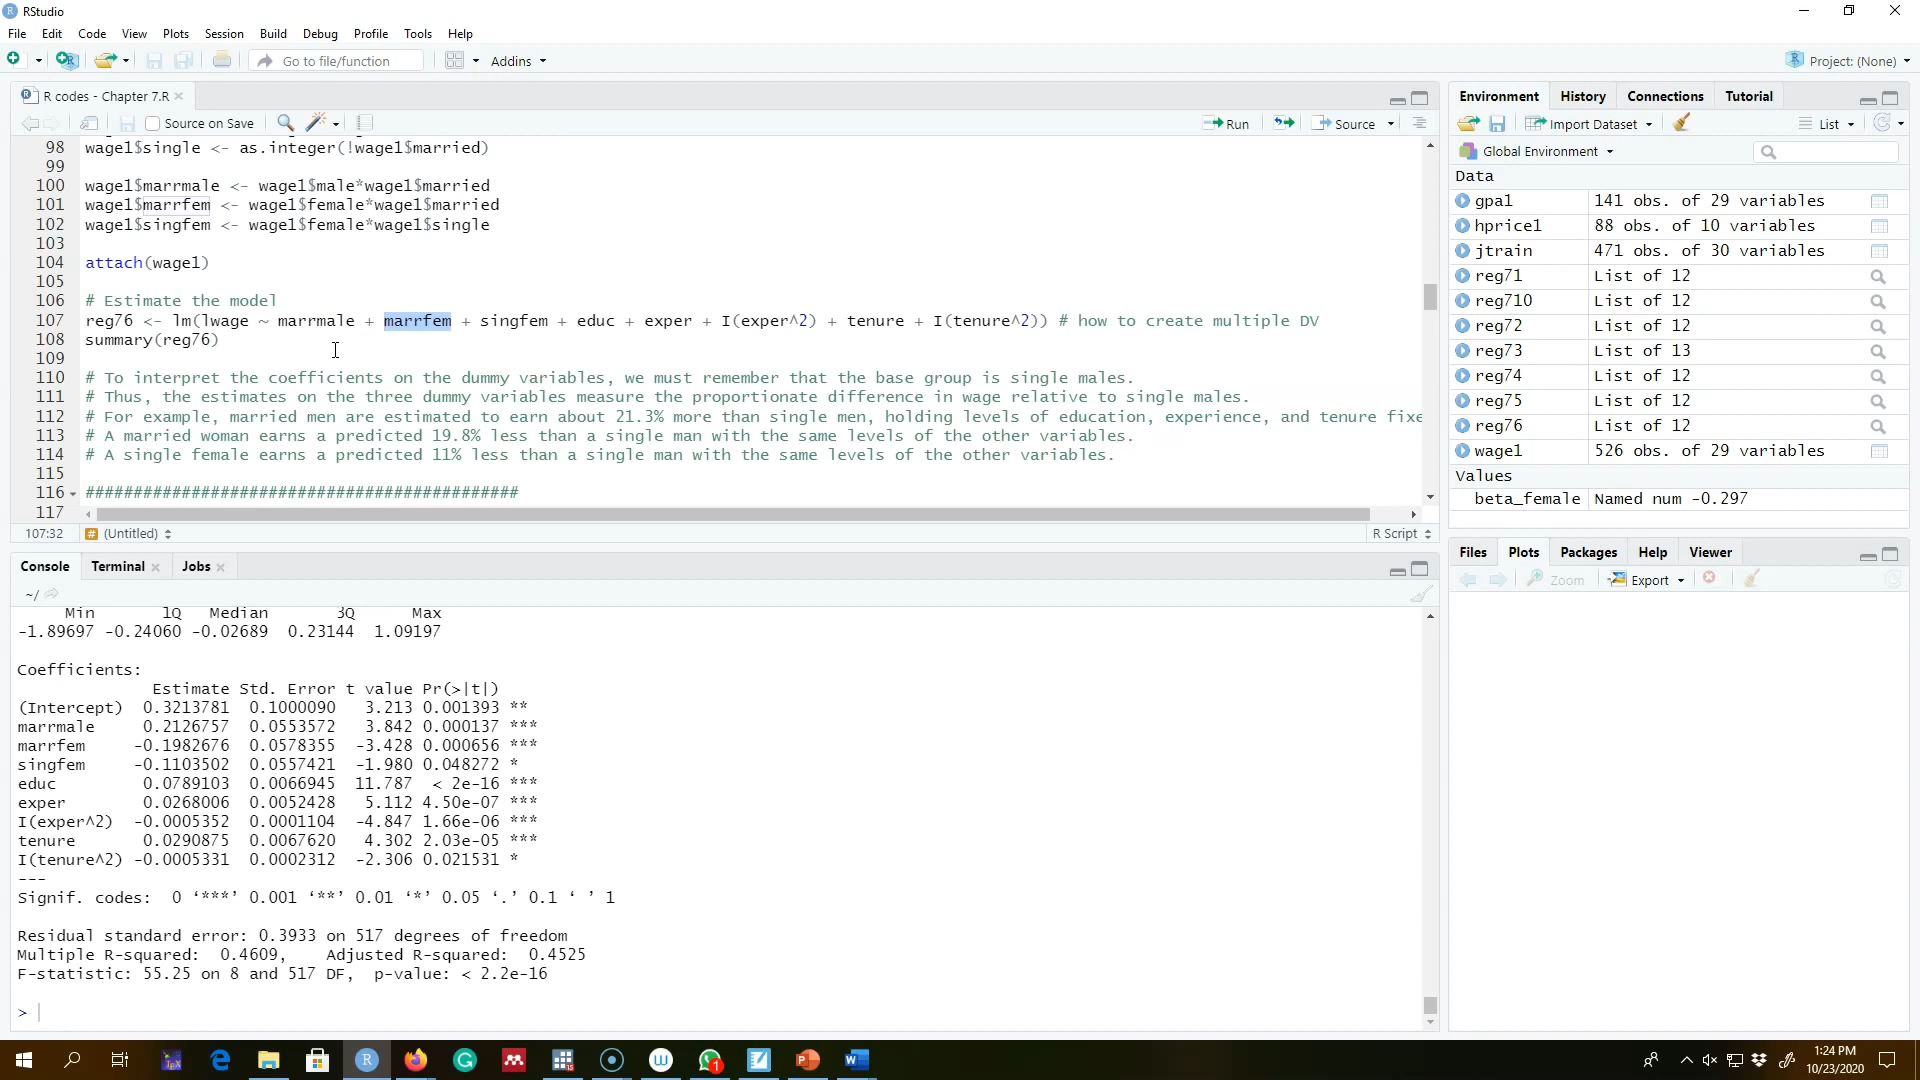 RStudio
File Edit Code View Plots Session Build Debug Profile Tools Help
Go to file/function Addins Project: (None)
R codes - Chapter 7.R
Source on Save Run Source
98 wage1$single <- as.integer(!wage1$married)
99
100 wage1$marrmale <- wage1$male*wage1$married
101 wage1$marrfem <- wage1$female*wage1$married
102 wage1$singfem <- wage1$female*wage1$single
103
104 attach(wage1)
105
106 # Estimate the model
107 reg76 <- lm(lwage ~ marrmale + marrfem + singfem + educ + exper + I(exper^2) + tenure + I(tenure^2)) # how to create multiple DV
108 summary(reg76)
109
110 # To interpret the coefficients on the dummy variables, we must remember that the base group is single males.
111 # Thus, the estimates on the three dummy variables measure the proportionate difference in wage relative to single males.
112 # For example, married men are estimated to earn about 21.3% more than single men, holding levels of education, experience, and tenure fixe
113 # A married woman earns a predicted 19.8% less than a single man with the same levels of the other variables.
114 # A single female earns a predicted 11% less than a single man with the same levels of the other variables.
115
116 #############################################
117
107:32 # (Untitled) R Script
Console Terminal Jobs
~/
Min 1Q Median 3Q Max
-1.89697 -0.24060 -0.02689 0.23144 1.09197
Coefficients:
Estimate Std. Error t value Pr(>|t|)
(Intercept) 0.3213781 0.1000090 3.213 0.001393 **
marrmale 0.2126757 0.0553572 3.842 0.000137 ***
marrfem -0.1982676 0.0578355 -3.428 0.000656 ***
singfem -0.1103502 0.0557421 -1.980 0.048272 *
educ 0.0789103 0.0066945 11.787 < 2e-16 ***
exper 0.0268006 0.0052428 5.112 4.50e-07 ***
I(exper^2) -0.0005352 0.0001104 -4.847 1.66e-06 ***
tenure 0.0290875 0.0067620 4.302 2.03e-05 ***
I(tenure^2) -0.0005331 0.0002312 -2.306 0.021531 *
---
Signif. codes: 0 ‘***’ 0.001 ‘**’ 0.01 ‘*’ 0.05 ‘.’ 0.1 ‘ ’ 1
Residual standard error: 0.3933 on 517 degrees of freedom
Multiple R-squared: 0.4609, Adjusted R-squared: 0.4525
F-statistic: 55.25 on 8 and 517 DF, p-value: < 2.2e-16
>
Environment History Connections Tutorial
Import Dataset List
Global Environment
Data
gpa1 141 obs. of 29 variables
hprice1 88 obs. of 10 variables
jtrain 471 obs. of 30 variables
reg71 List of 12
reg710 List of 12
reg72 List of 12
reg73 List of 13
reg74 List of 12
reg75 List of 12
reg76 List of 12
wage1 526 obs. of 29 variables
Values
beta_female Named num -0.297
Files Plots Packages Help Viewer
Zoom Export
1:24 PM
10/23/2020